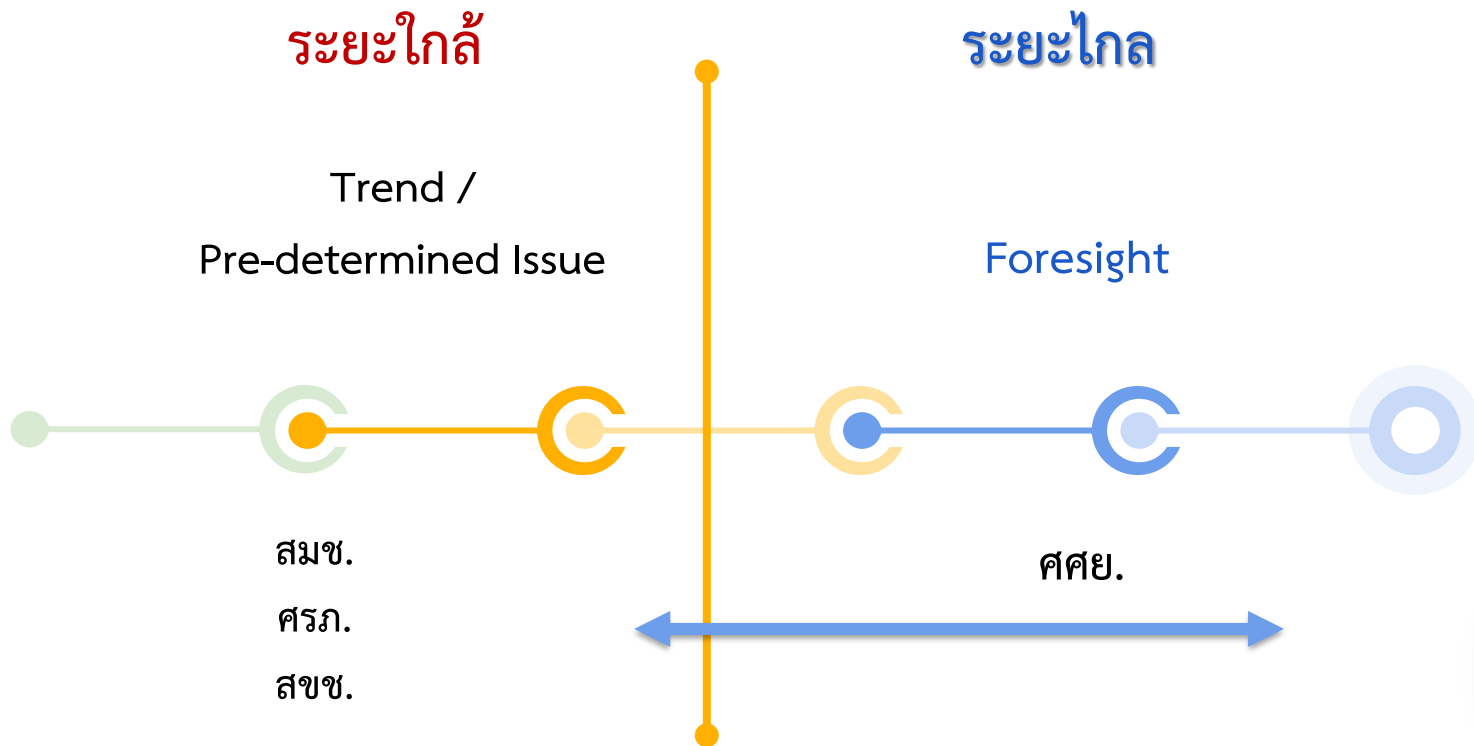 ระยะใกล้
ระยะไกล
Trend /
Pre-determined Issue
Foresight
สมช.
ศรภ.
สขช.
ศศย.